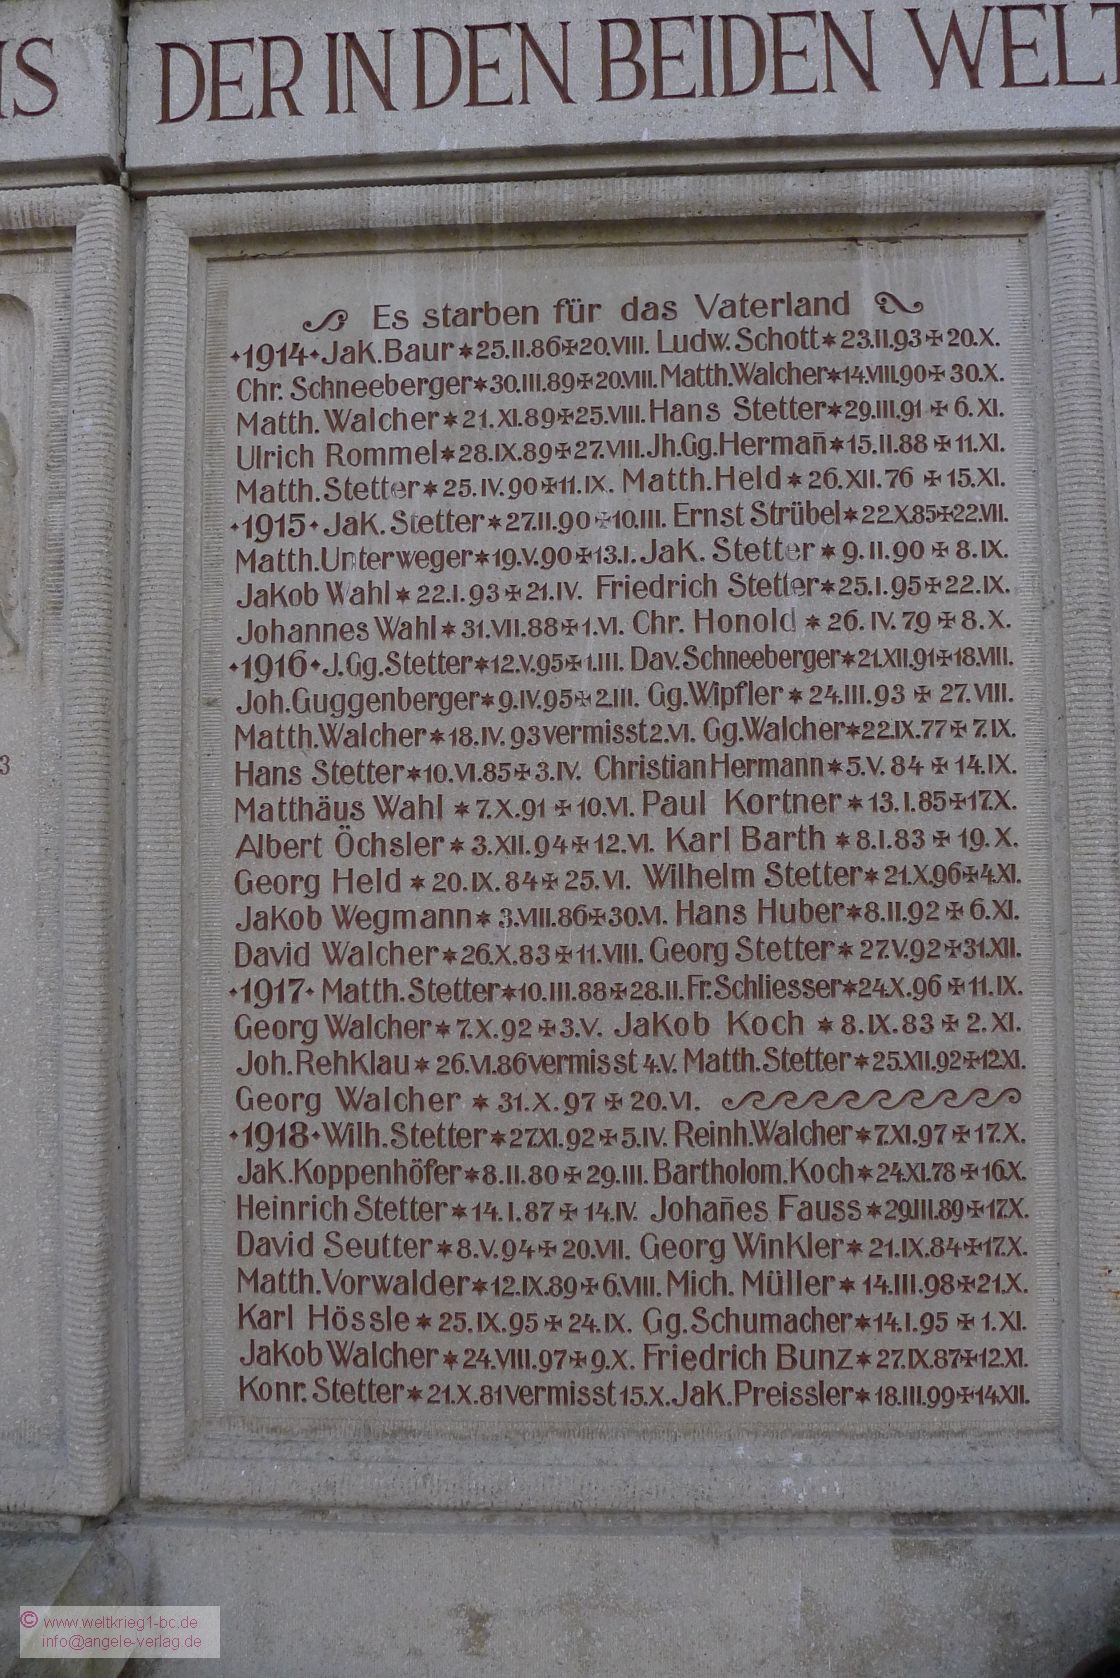 DER IN DEN BEIDEN WELT
Es starben für das Vaterland
1914 Jak. Baur *25.II.86✠20.VIII. Ludw. Schott*23.II.93✠20.X.
Chr. Schneeberger*30.III.89✠20.VIII. Matth. Walcher*14.VIII.90✠30.X.
Matth. Walcher*21.XI.89✠25.VIII. Hans Stetter*29.III.91✠6.XI.
Ulrich Rommel*28.IX.89✠27.VIII. Jh. Gg. Hermañ*15.II.88✠11.XI.
Matth. Stetter*25.IV.90✠11.IX. Matth. Held*26.XII.76✠15.XI.
1915 Jak. Stetter*27.II.90✠10.III. Ernst Strübel*22.X.85✠22.VII.
Matth. Unterweger*19.V.90✠13.I. Jak. Stetter*9.II.90✠8.IX.
Jakob Wahl*22.I.93✠21.IV. Friedrich Stetter*25.I.95✠22.IX.
Johannes Wahl*31.VII.88✠1.VI. Chr. Honold*26.IV.79✠8.X.
1916 J. Gg. Stetter*12.V.95✠1.III. Dav. Schneeberger*21.XII.91✠18.VIII.
Joh. Guggenberger*9.IV.95✠2.III. Gg. Wipfler*24.III.93✠27.VIII.
Matth. Walcher*18.IV.93 vermisst 2.VI. Gg. Walcher*22.IX.77✠7.IX.
Hans Stetter*10.VI.85✠3.IV. Christian Hermann*5.V.84✠14.IX.
Matthäus Wahl*7.X.91✠10.VI. Paul Kortner*13.I.85✠17.X.
Albert Öchsler*3.XII.94✠12.VI. Karl Barth*8.I.83✠19.X.
Georg Held*20.IX.84✠25.VI. Wilhelm Stetter*21.X.96✠4.XI.
Jakob Wegmann*3.VIII.86✠30.VI. Hans Huber*8.II.92✠6.XI.
David Walcher*26.X.83✠11.VIII. Georg Stetter*27.V.92✠31.XII.
1917 Matth. Stetter*10.III.88✠28.II. Fr. Schliesser*24.X.96✠11.IX.
Georg Walcher*7.X.92✠3.V. Jakob Koch*8.IX.83✠2.XI.
Joh. Rehklau*26.VI.86 vermisst 4.V. Matth. Stetter*25.XII.92✠12.XI.
Georg Walcher*31.X.97✠20.VI.
1918 Wilh. Stetter*27.XI.92✠5.IV. Reinh. Walcher*7.XI.97✠17.X.
Jak. Koppenhöfer*8.II.80✠29.III. Bartholom. Koch*24.XI.78✠16.X.
Heinrich Stetter*14.I.87✠14.IV. Johañes Fauss*29.III.89✠17.X.
David Seutter*8.V.94✠20.VII. Georg Winkler*21.IX.84✠17.X.
Matth. Vorwalder*12.IX.89✠6.VIII. Mich. Müller*14.III.98✠21.X.
Karl Hössle*25.IX.95✠24.IX. Gg. Schumacher*14.I.95✠1.XI.
Jakob Walcher*24.VIII.97✠9.X. Friedrich Bunz*27.IX.87✠12.XI.
Konr. Stetter*21.X.81 vermisst 15.X. Jak. Preissler*18.III.99✠14.XII.
© www.weltkrieg1-bc.de
info@angele-verlag.de